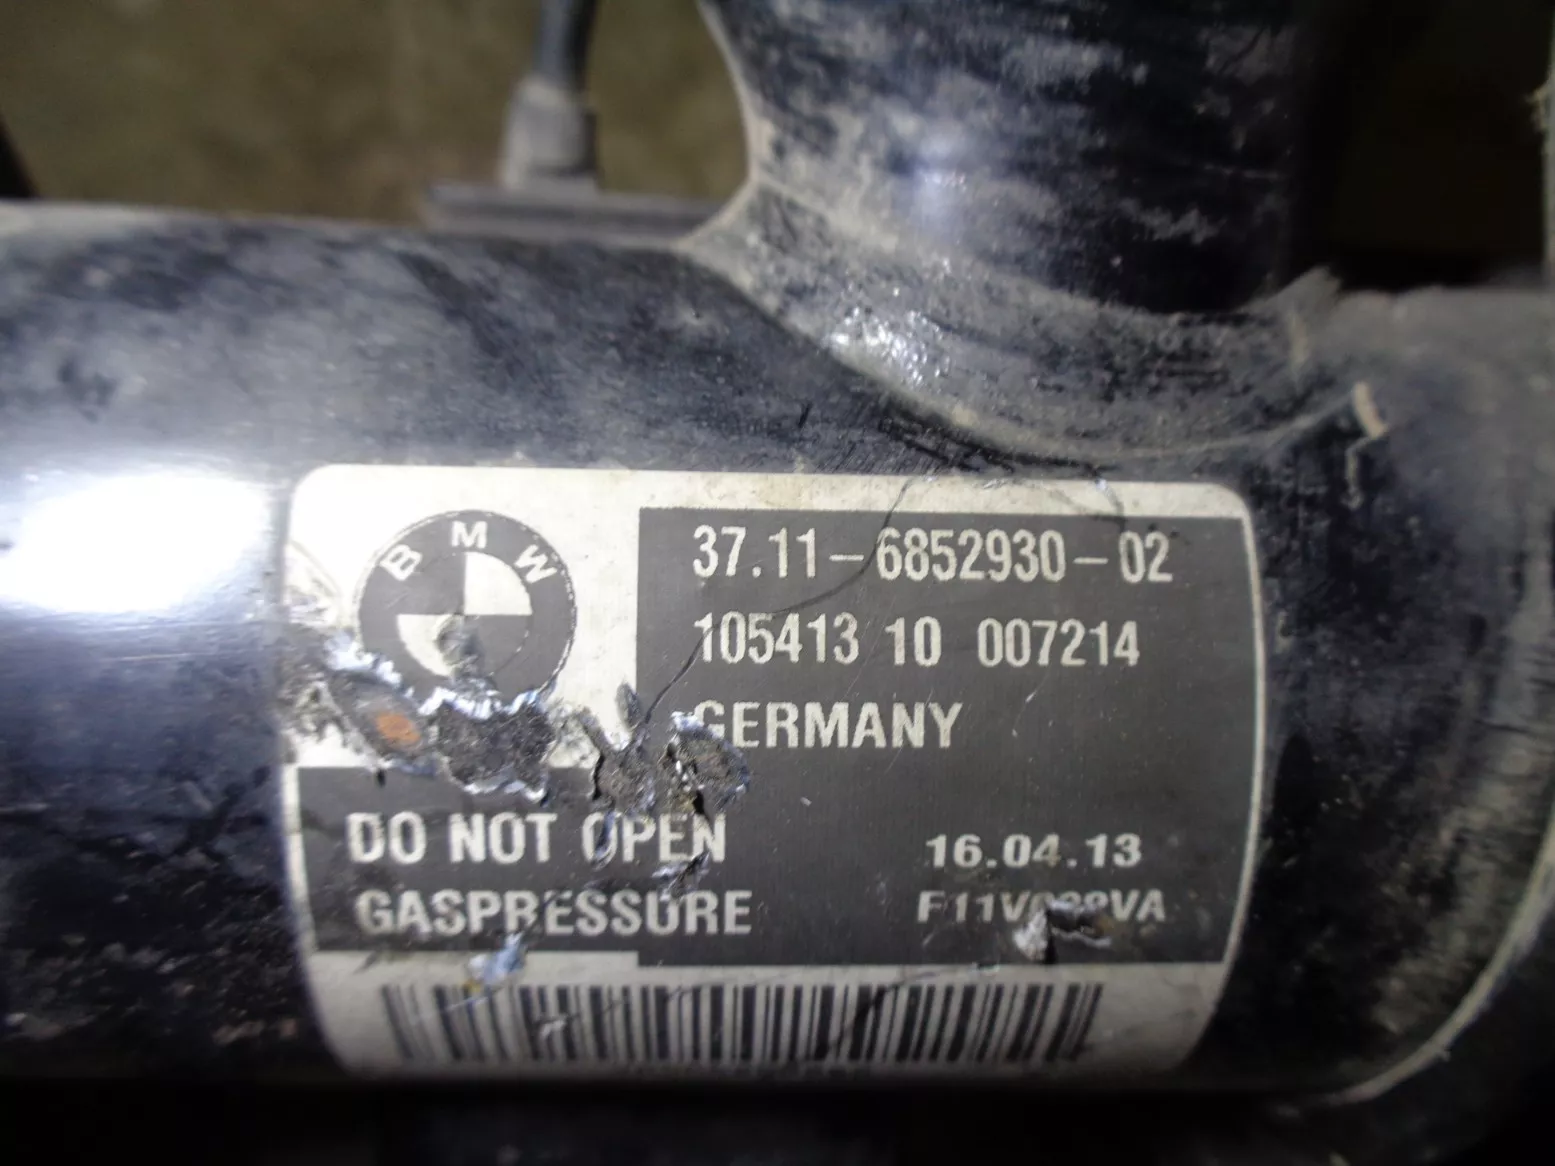 BMW
37.11-6852930-02
105413 10 007214
GERMANY
DO NOT OPEN
16.04.13
GASPRESSURE